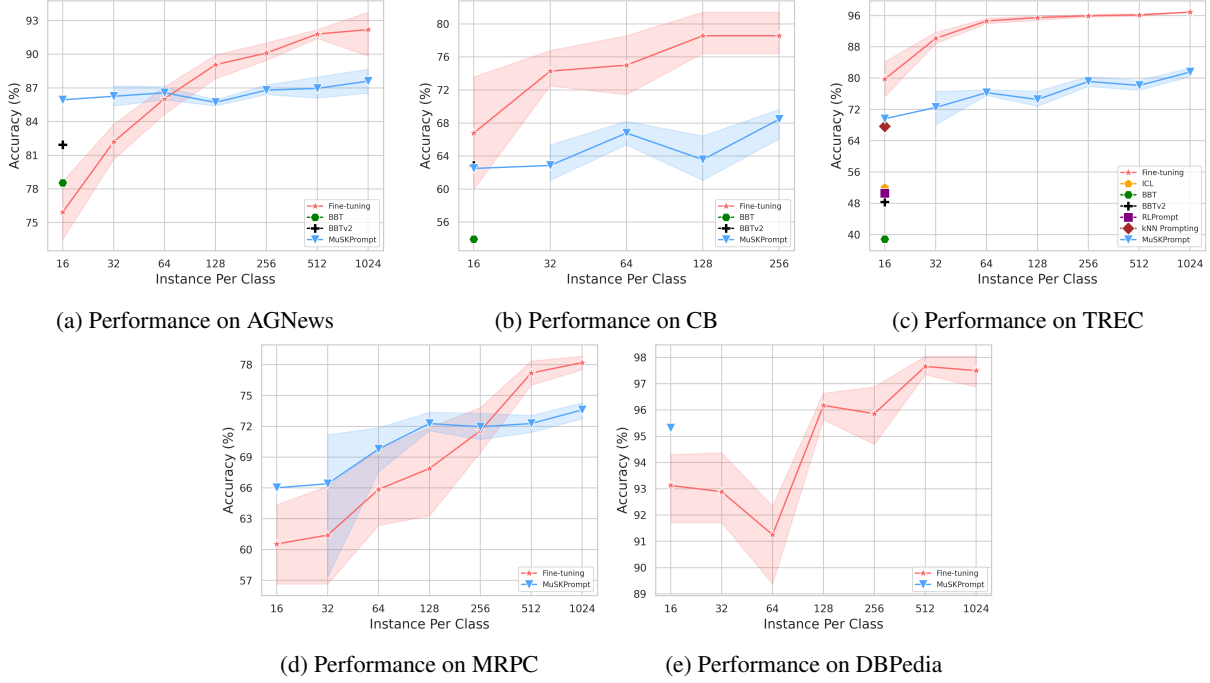 93
90
87
84
81
78
75
Accuracy (%)
16 32 64 128 256 512 1024
Instance Per Class
Fine-tuning
BBT
BBTv2
MuSKPrompt
(a) Performance on AGNews
80
76
72
68
64
60
56
Accuracy (%)
16 32 64 128 256
Instance Per Class
Fine-tuning
BBT
BBTv2
MuSKPrompt
(b) Performance on CB
96
88
80
72
64
56
48
40
Accuracy (%)
16 32 64 128 256 512 1024
Instance Per Class
Fine-tuning
ICL
BBT
BBTv2
RLPrompt
kNN Prompting
MuSKPrompt
(c) Performance on TREC
78
75
72
69
66
63
60
57
Accuracy (%)
16 32 64 128 256 512 1024
Instance Per Class
Fine-tuning
MuSKPrompt
(d) Performance on MRPC
98
97
96
95
94
93
92
91
90
89
Accuracy (%)
16 32 64 128 256 512 1024
Instance Per Class
Fine-tuning
MuSKPrompt
(e) Performance on DBPedia